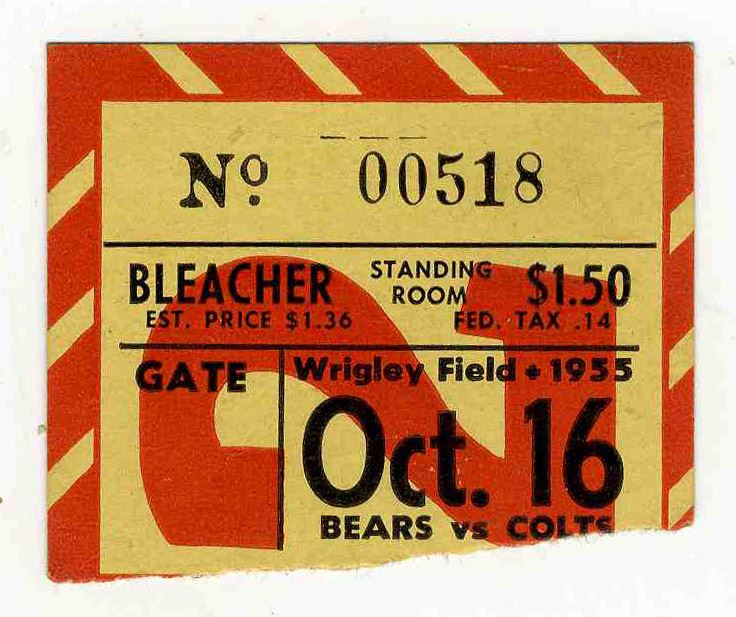 Nº 00518
BLEACHER STANDING ROOM $1.50
EST. PRICE $1.36 FED. TAX .14
GATE
Wrigley Field • 1955
Oct. 16
BEARS vs COLTS
2